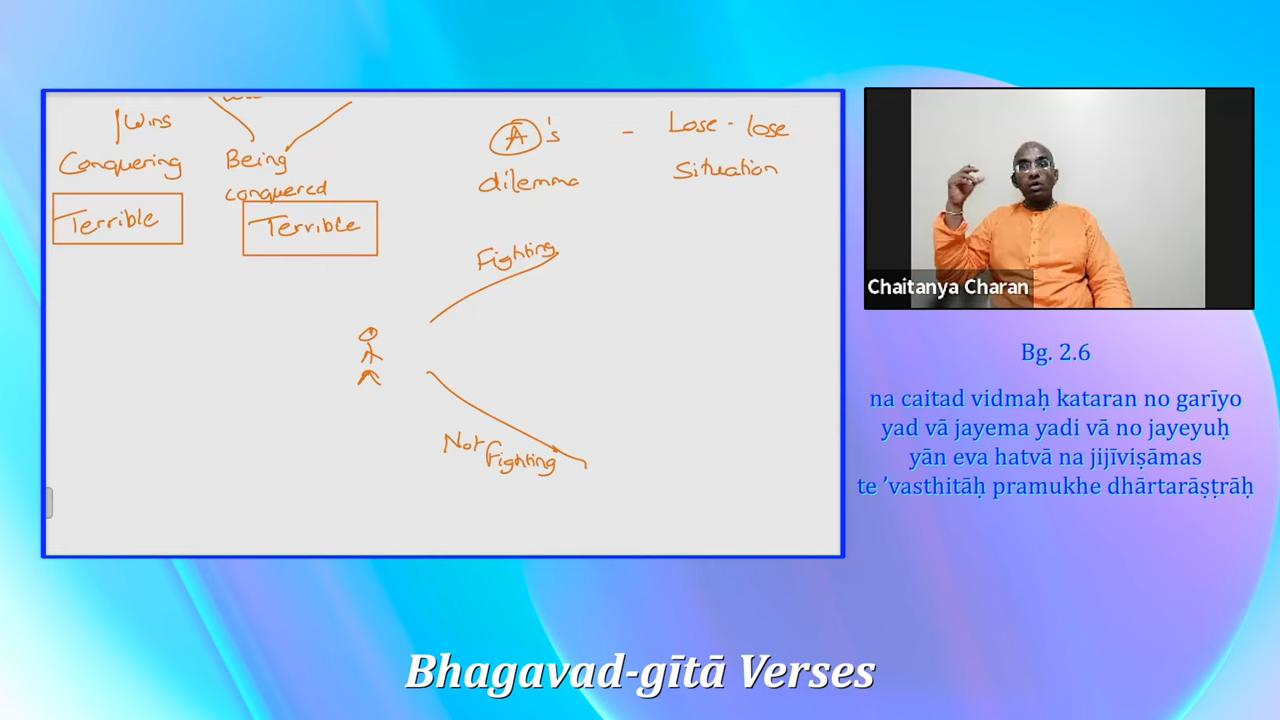 wins
Conquering
Terrible
Being
conquered
Terrible
A's
dilemma
- Lose - lose
Situation
Fighting
Not
Fighting
Chaitanya Charan
Bg. 2.6
na caitad vidmaḥ kataran no garīyo
yad vā jayema yadi vā no jayeyuḥ
yān eva hatvā na jijīviṣāmas
te ’vasthitāḥ pramukhe dhārtarāṣṭrāḥ
Bhagavad-gītā Verses